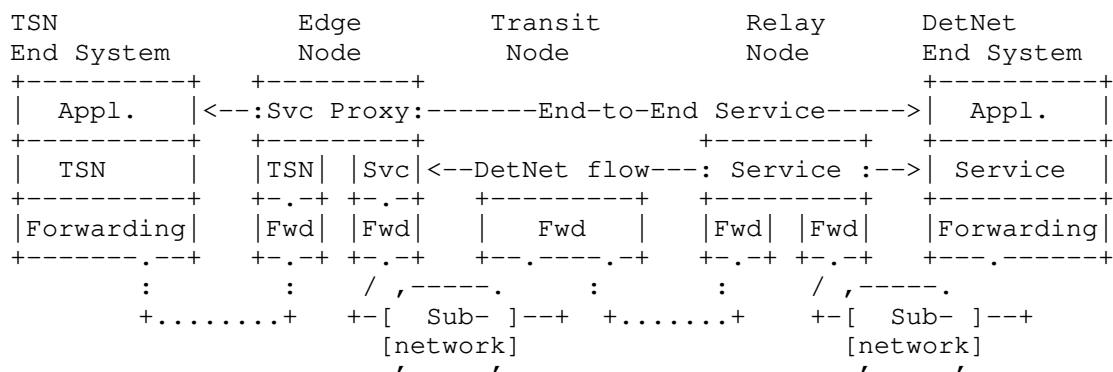 TSN                  Edge          Transit         Relay        DetNet
End System           Node            Node          Node         End System
+----------+    +---------+                                  +----------+
|  Appl.   |<--:Svc Proxy:-------End-to-End Service----->|  Appl.   |
+----------+    +---------+                   +---------+    +----------+
|  TSN     |    |TSN| |Svc|<--DetNet flow---: Service :-->| Service  |
+----------+    +-.-+ +-.-+    +---------+    +---------+    +----------+
|Forwarding|    |Fwd| |Fwd|    |   Fwd   |    |Fwd| |Fwd|    |Forwarding|
+-------.--+    +-.-+ +-.-+    +--.----.-+    +-.-+ +-.-+    +---.------+
        :         :    / ,-----.       :        :    / ,-----.
        +........+   +-[  Sub- ]--+  +.......+     +-[  Sub- ]--+
                       [network]                     [network]
                        '     '                       '     '